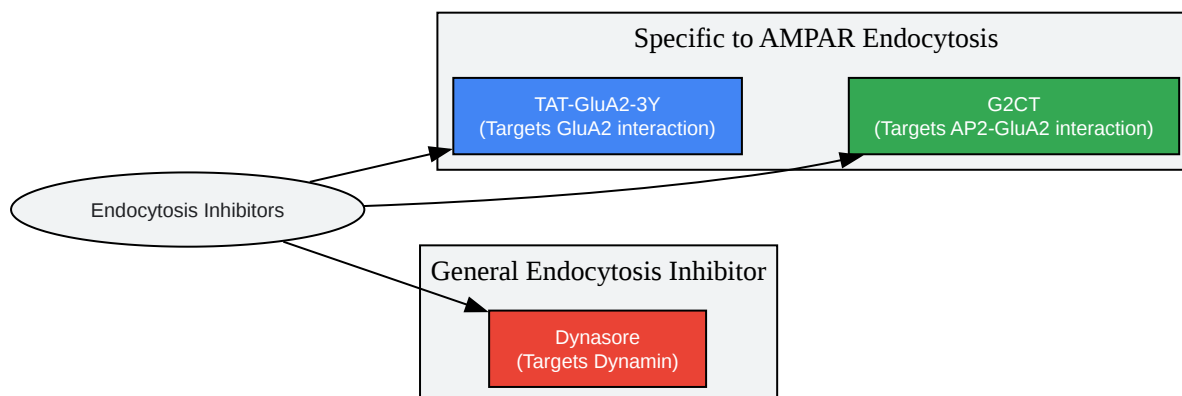 Specific to AMPAR Endocytosis
TAT-GluA2-3Y
(Targets GluA2 interaction)
G2CT
(Targets AP2-GluA2 interaction)
Endocytosis Inhibitors
General Endocytosis Inhibitor
Dynasore
(Targets Dynamin)